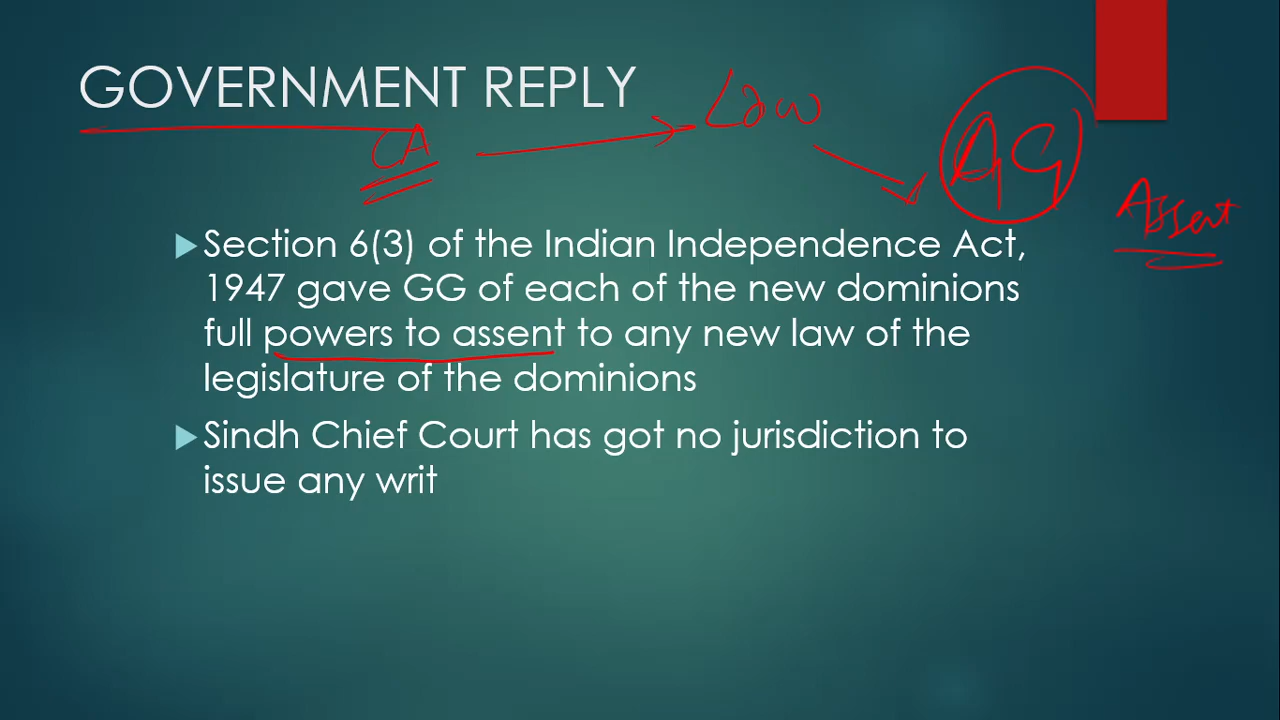 GOVERNMENT REPLY
CA
Law
GG
Assent
Section 6(3) of the Indian Independence Act,
1947 gave GG of each of the new dominions
full powers to assent to any new law of the
legislature of the dominions
Sindh Chief Court has got no jurisdiction to
issue any writ